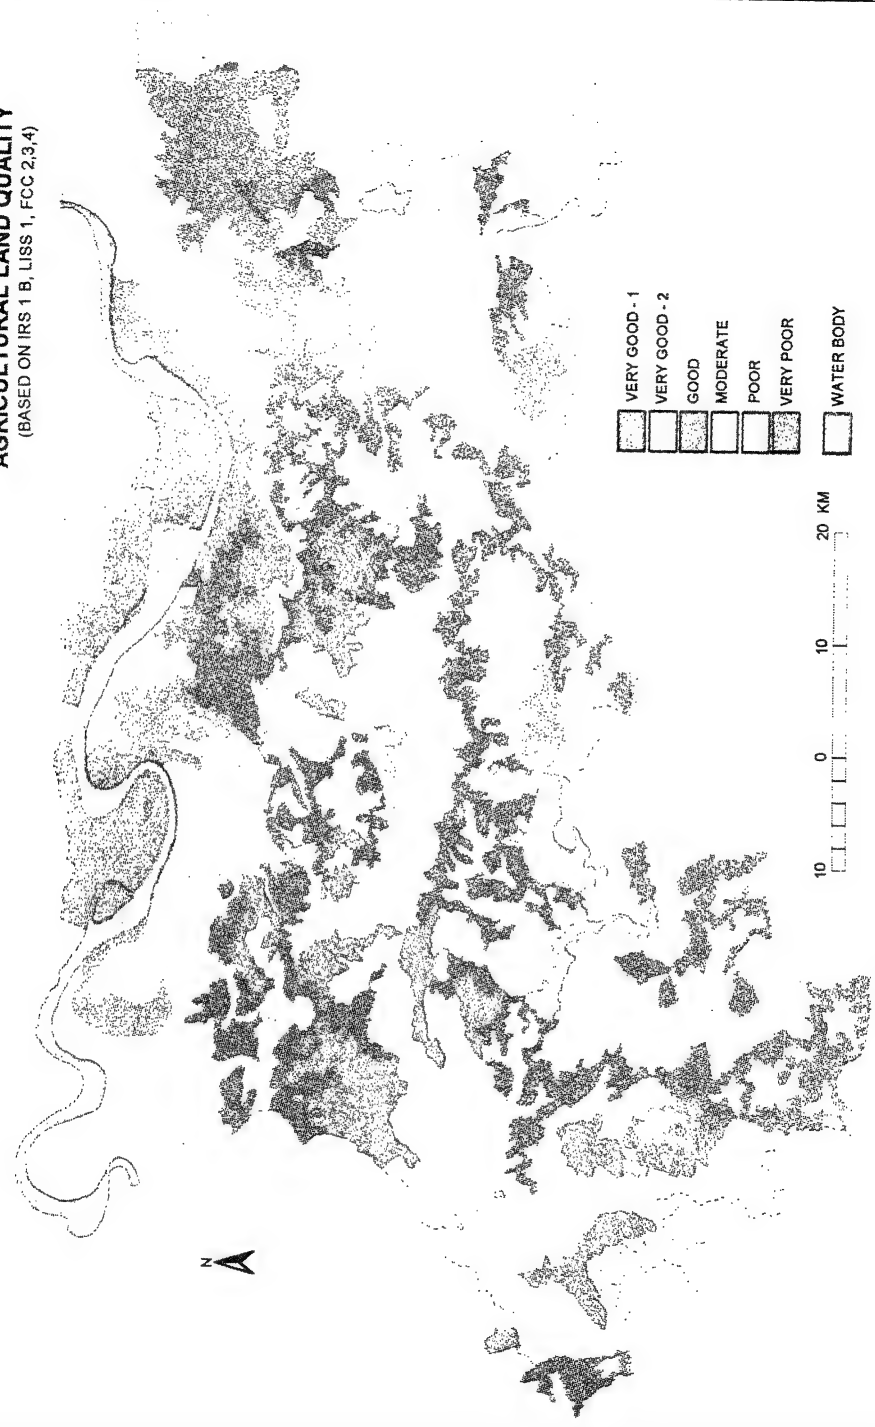 AGRICULTURAL LAND QUALITY
(BASED ON IRS 1 B, LISS 1, FCC 2,3,4)
N
VERY GOOD - 1
VERY GOOD - 2
GOOD
MODERATE
POOR
VERY POOR
WATER BODY
10 0 10 20 KM